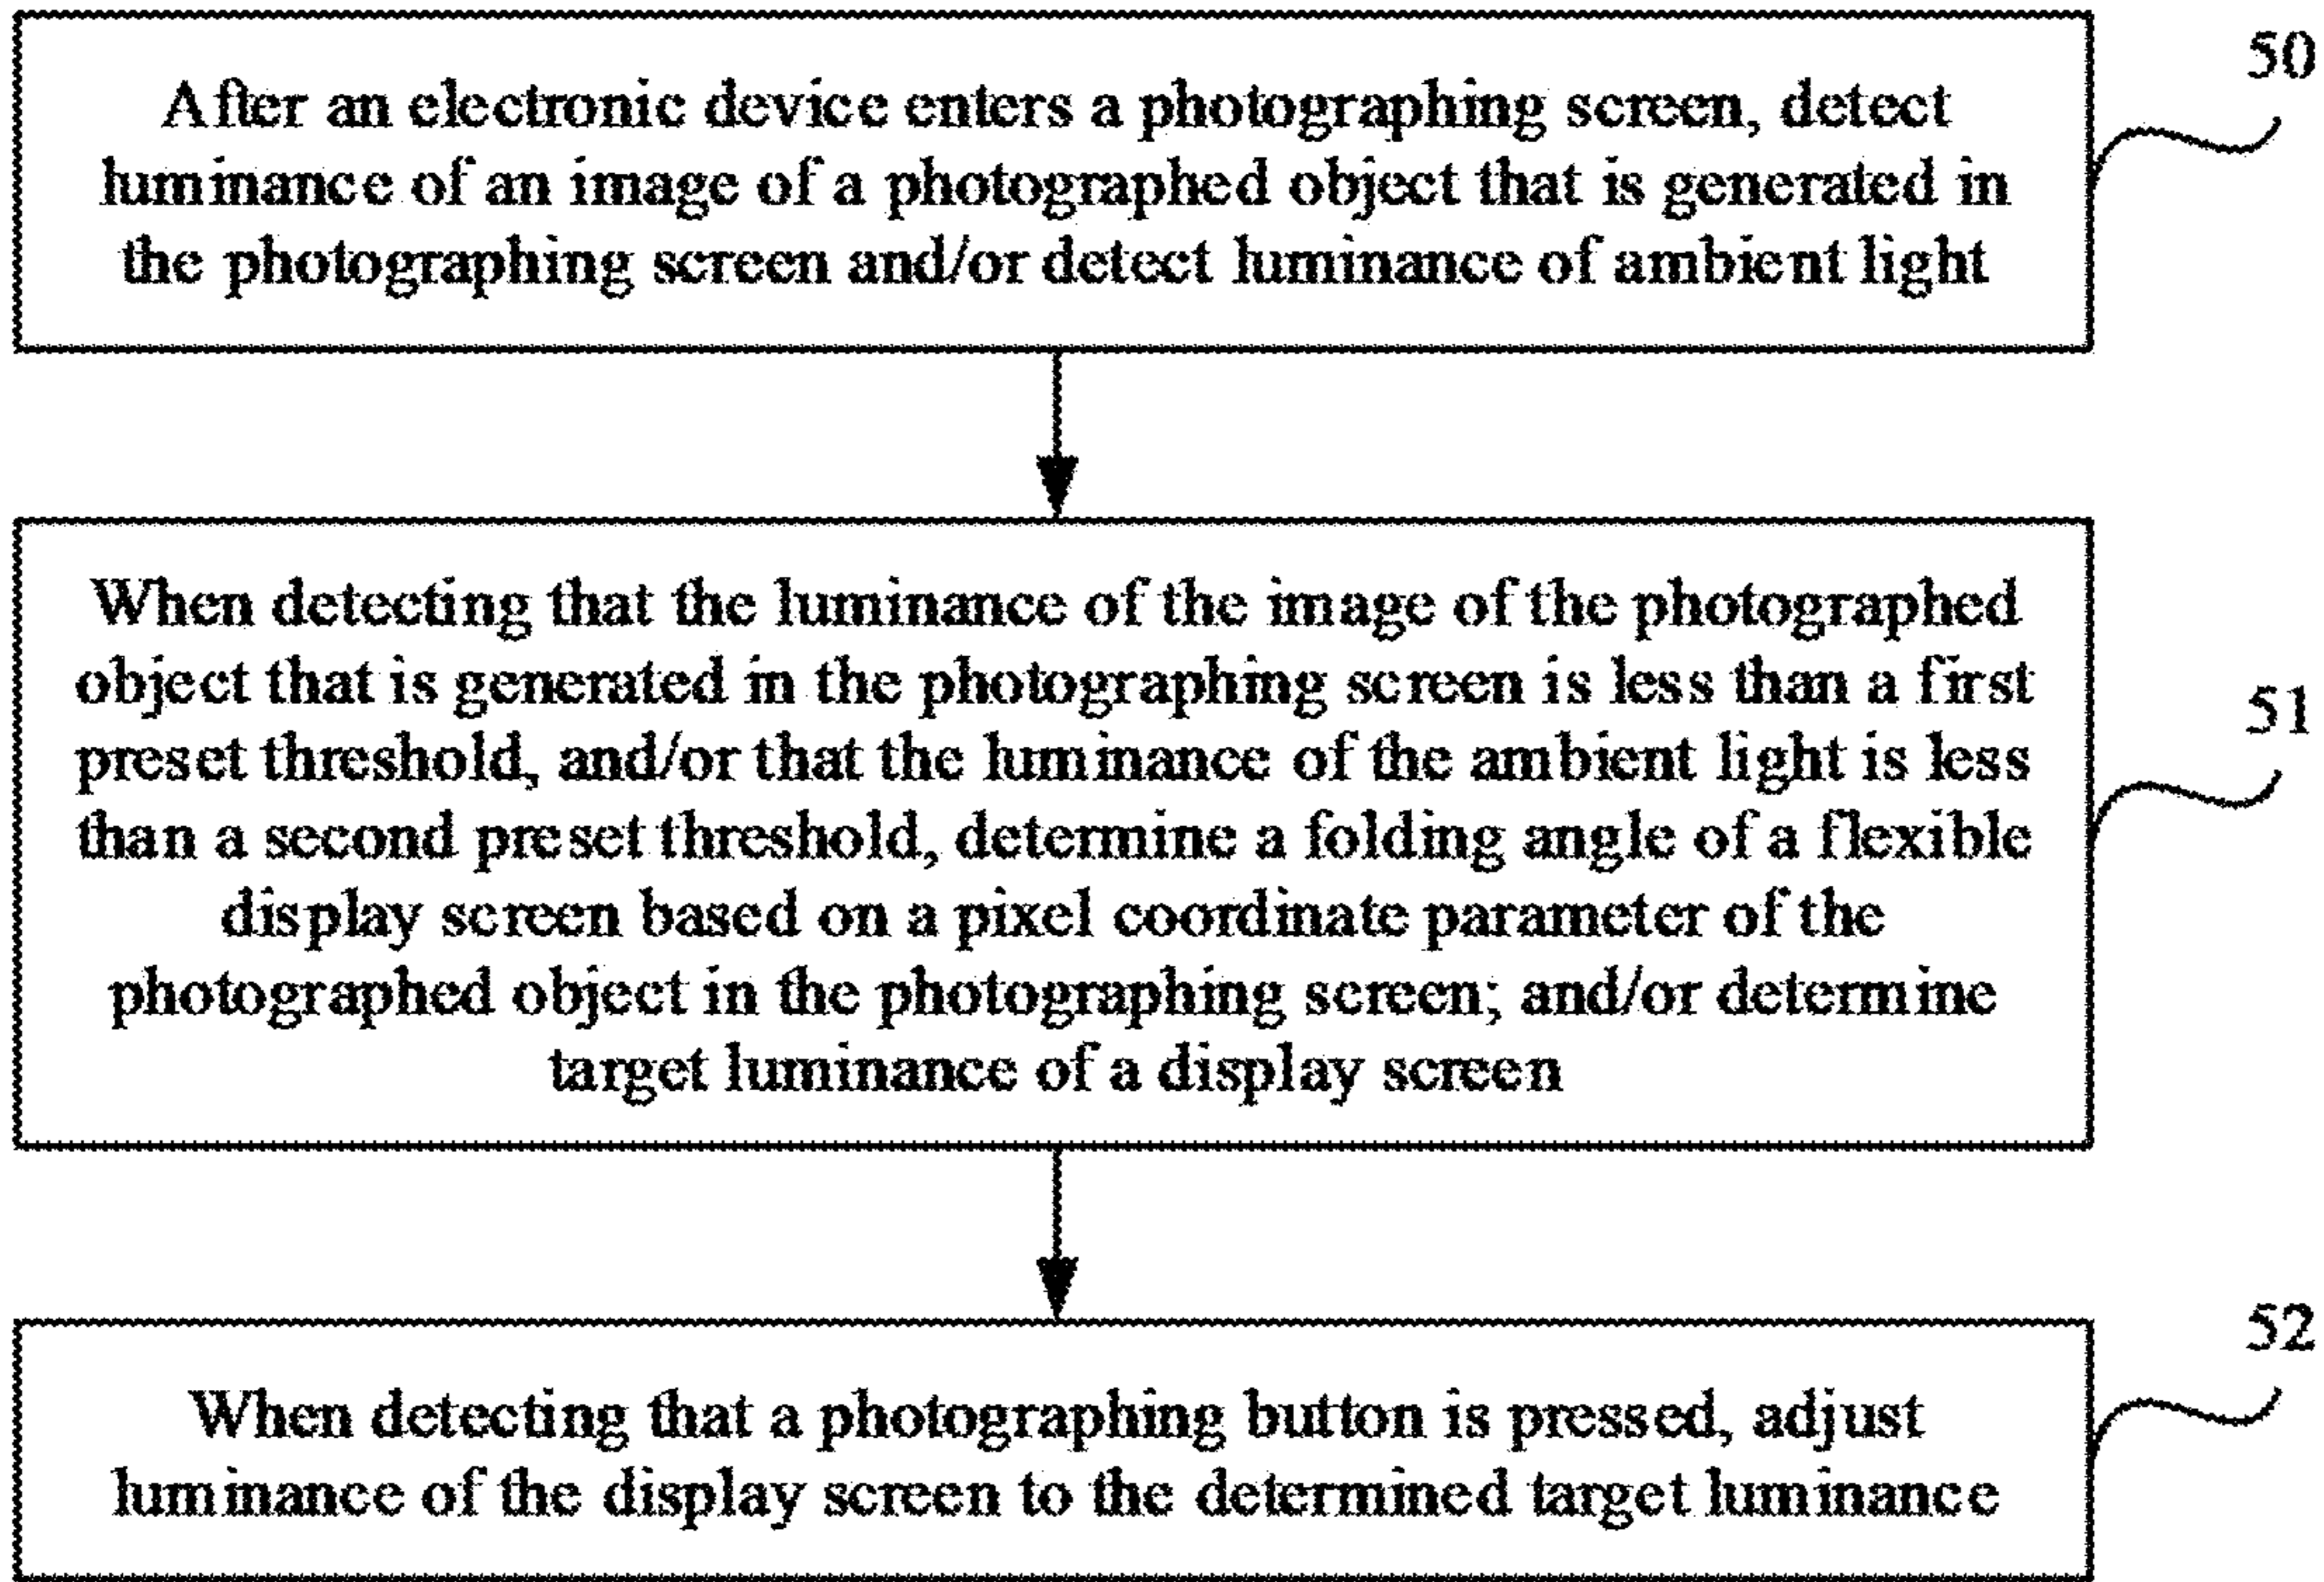 50
After an electronic device enters a photographing screen, detect
luminance of an image of a photographed object that is generated in
the photographing screen and/or detect luminance of ambient light
When detecting that the luminance of the image of the photographed
object that is generated in the photographing screen is less than a first
preset threshold, and/or that the luminance of the ambient light is less
than a second preset threshold, determine a folding angle of a flexible
display screen based on a pixel coordinate parameter of the
photographed object in the photographing screen; and/or determine
target luminance of a display screen
51
When detecting that a photographing button is pressed, adjust
luminance of the display screen to the determined target luminance
52